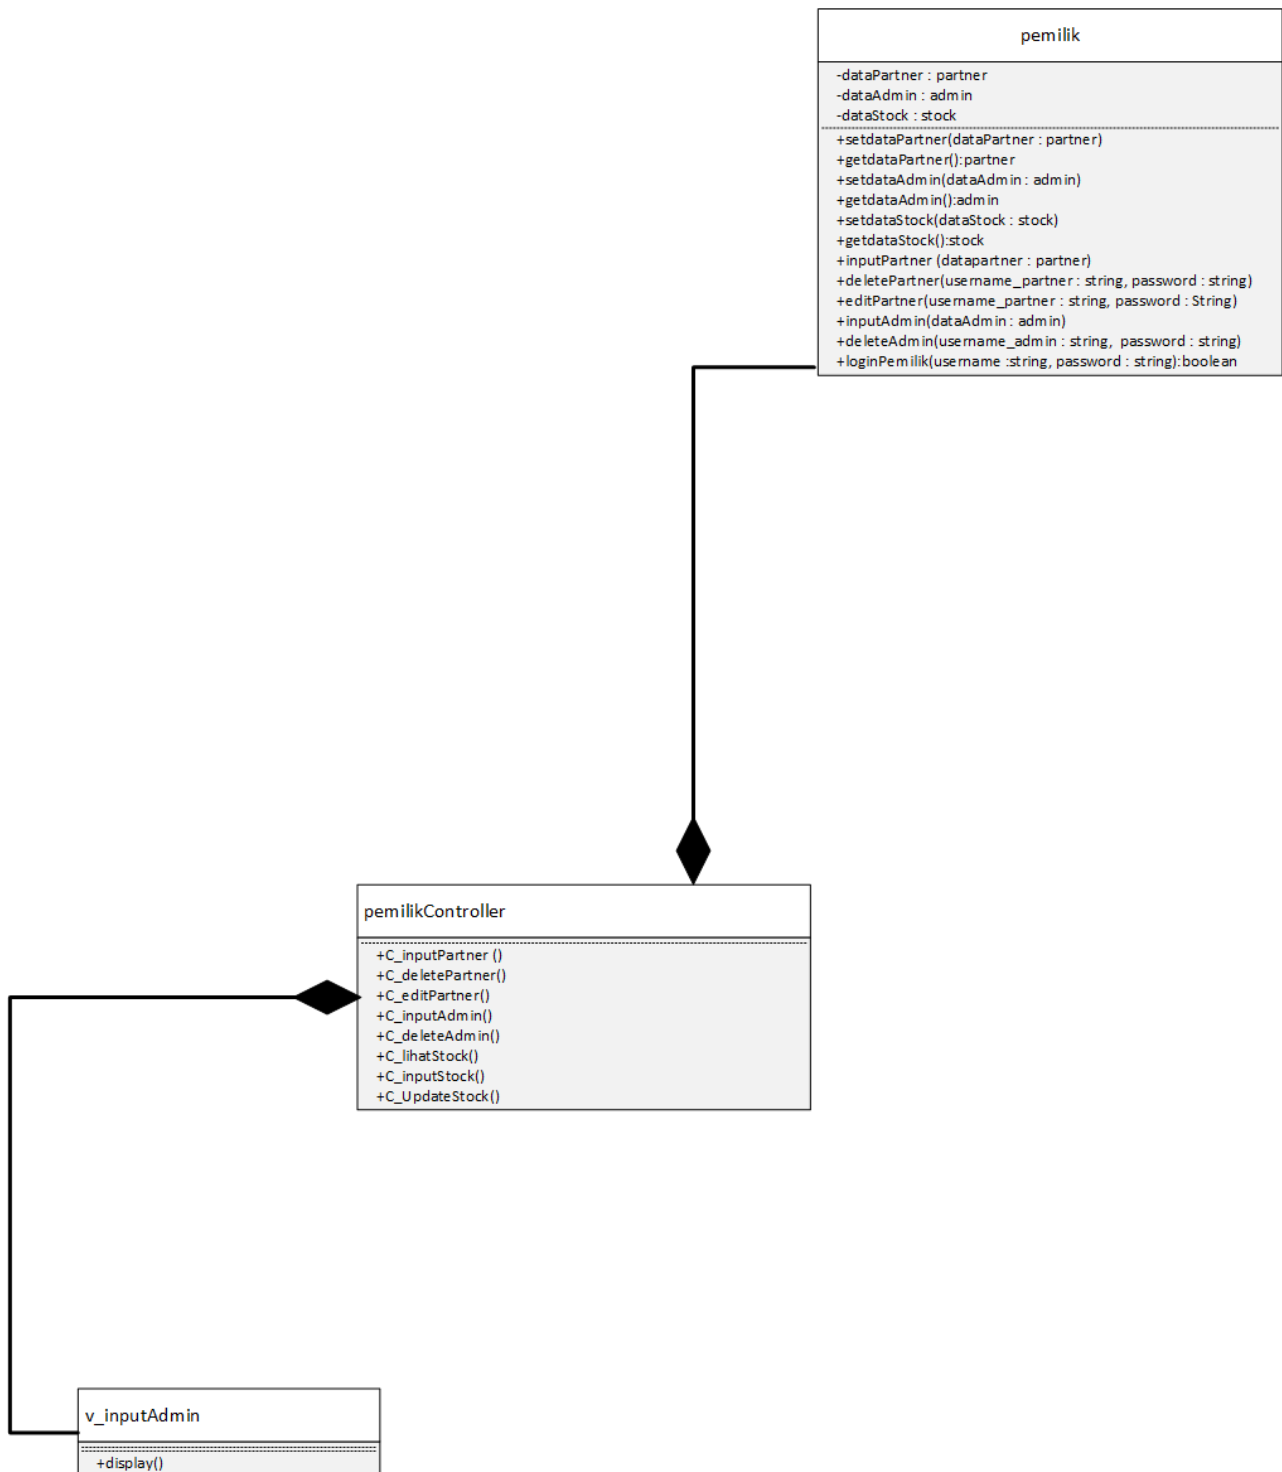 pemilik
-dataPartner : partner
-dataAdmin : admin
-dataStock : stock
+setdataPartner(dataPartner : partner)
+getdataPartner():partner
+setdataAdmin(dataAdmin : admin)
+getdataAdmin():admin
+setdataStock(dataStock : stock)
+getdataStock():stock
+inputPartner (datapartner : partner)
+deletePartner(username_partner : string, password : string)
+editPartner(username_partner : string, password : String)
+inputAdmin(dataAdmin : admin)
+deleteAdmin(username_admin : string, password : string)
+loginPemilik(username :string, password : string):boolean
pemilikController
+C_inputPartner ()
+C_deletePartner()
+C_editPartner()
+C_inputAdmin()
+C_deleteAdmin()
+C_lihatStock()
+C_inputStock()
+C_UpdateStock()
v_inputAdmin
+display()